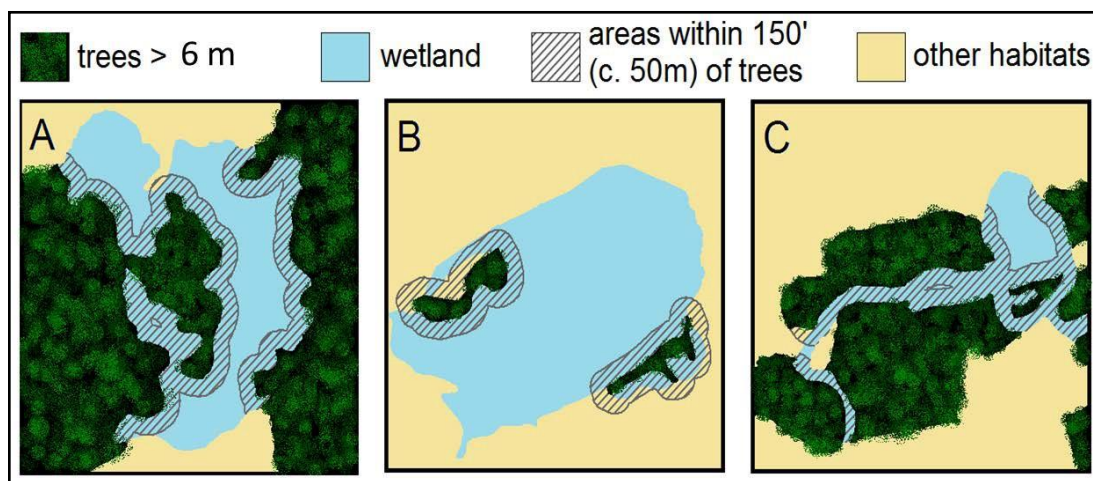 trees > 6 m
wetland
areas within 150'
(c. 50m) of trees
other habitats
A
B
C